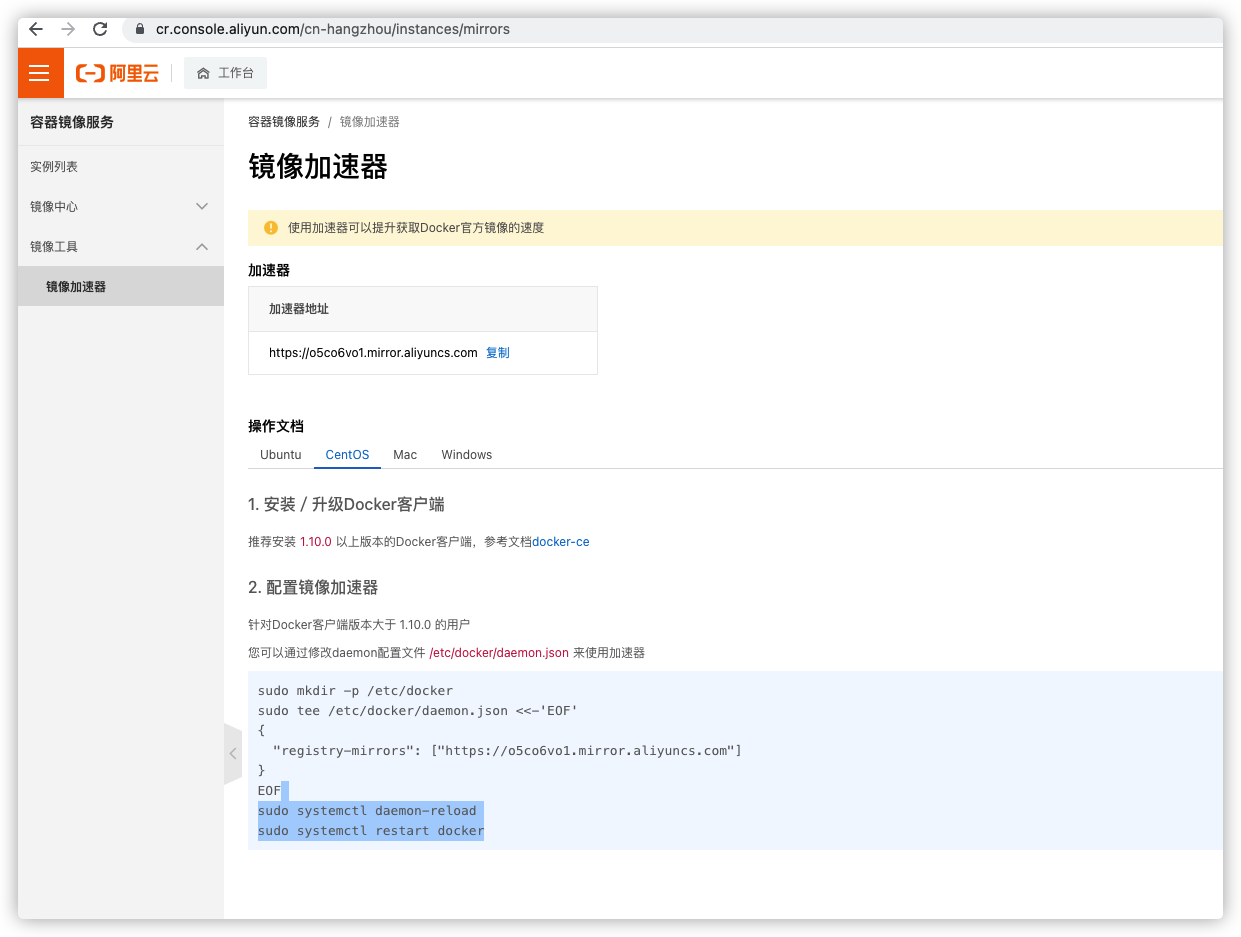 cr.console.aliyun.com/cn-hangzhou/instances/mirrors
阿里云
工作台
容器镜像服务
实例列表
镜像中心
镜像工具
镜像加速器
容器镜像服务 / 镜像加速器
镜像加速器
使用加速器可以提升获取Docker官方镜像的速度
加速器
加速器地址
https://o5co6vo1.mirror.aliyuncs.com 复制
操作文档
Ubuntu CentOS Mac Windows
1. 安装 / 升级Docker客户端
推荐安装 1.10.0 以上版本的Docker客户端，参考文档docker-ce
2. 配置镜像加速器
针对Docker客户端版本大于 1.10.0 的用户
您可以通过修改daemon配置文件 /etc/docker/daemon.json 来使用加速器
sudo mkdir -p /etc/docker
sudo tee /etc/docker/daemon.json <<-'EOF'
{
"registry-mirrors": ["https://o5co6vo1.mirror.aliyuncs.com"]
}
EOF
sudo systemctl daemon-reload
sudo systemctl restart docker